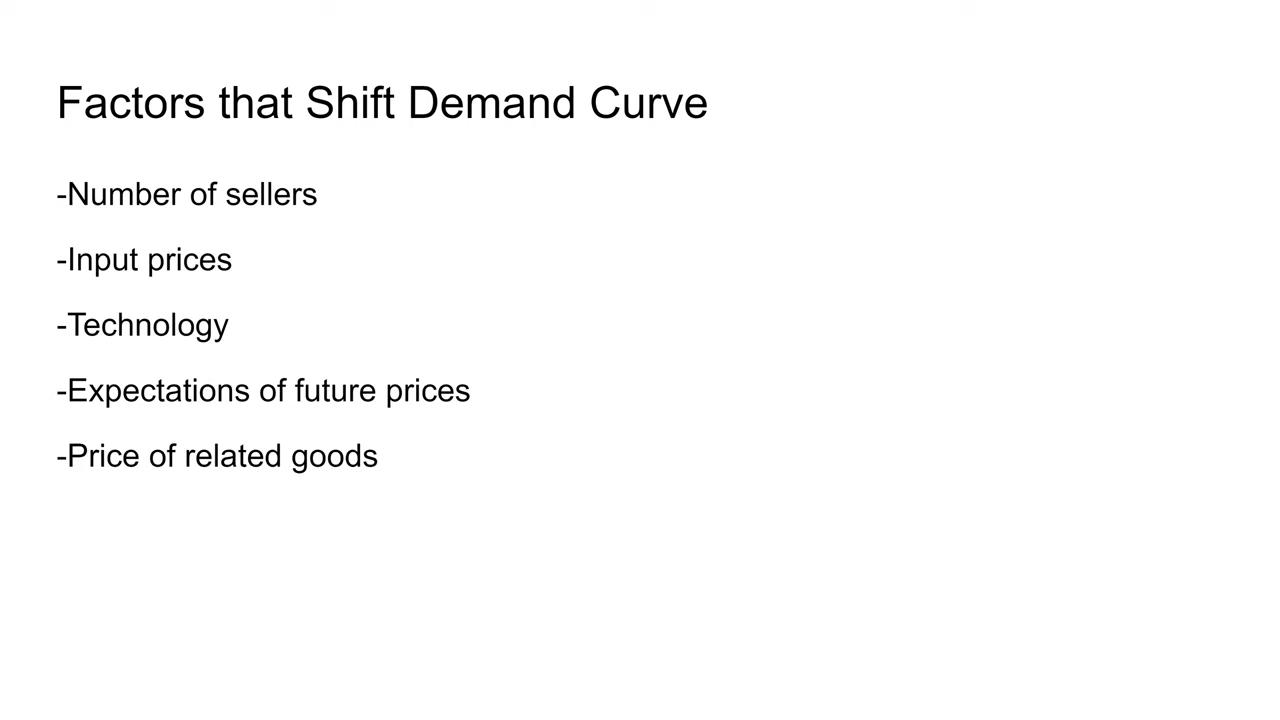 Factors that Shift Demand Curve
-Number of sellers
-Input prices
-Technology
-Expectations of future prices
-Price of related goods